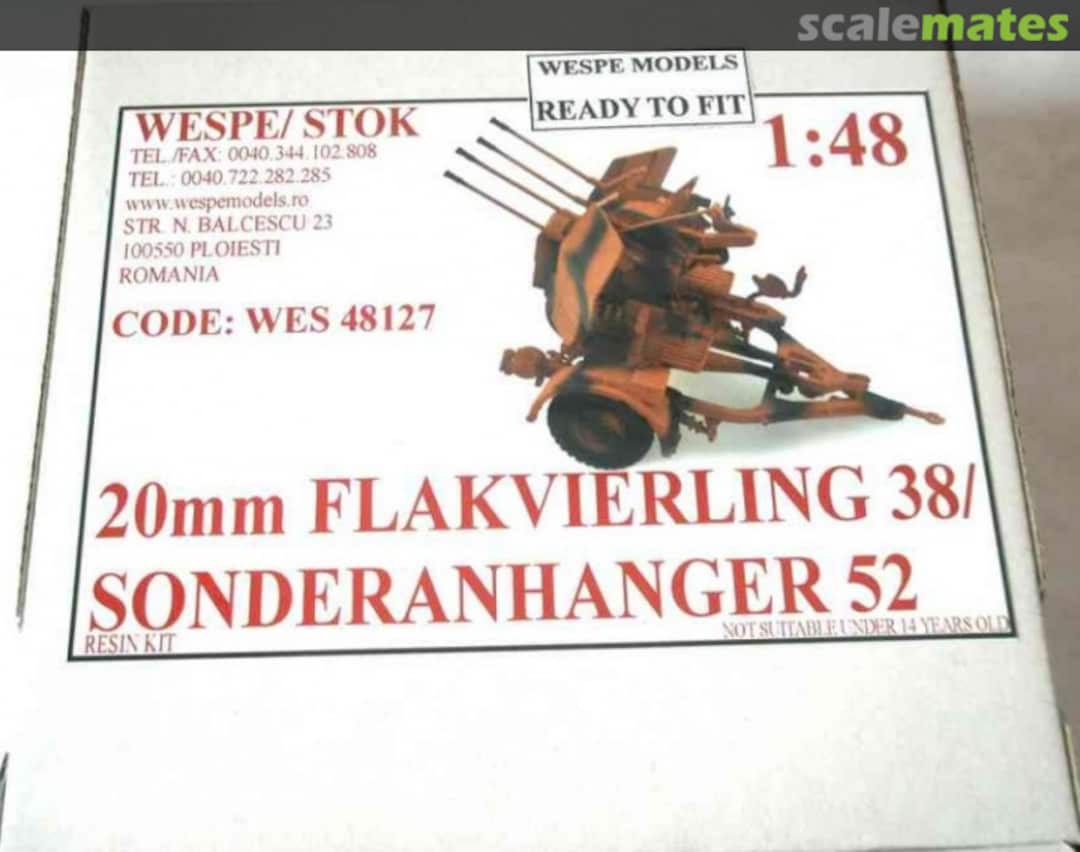 scalemates
WESPE MODELS
READY TO FIT
WESPE/ STOK
TEL./FAX: 0040.344.102.808
TEL.: 0040.722.282.285
www.wespemodels.ro
STR. N. BALCESCU 23
100550 PLOIESTI
ROMANIA
1:48
CODE: WES 48127
20mm FLAKVIERLING 38/
SONDERANHANGER 52
RESIN KIT
NOT SUITABLE UNDER 14 YEARS OLD